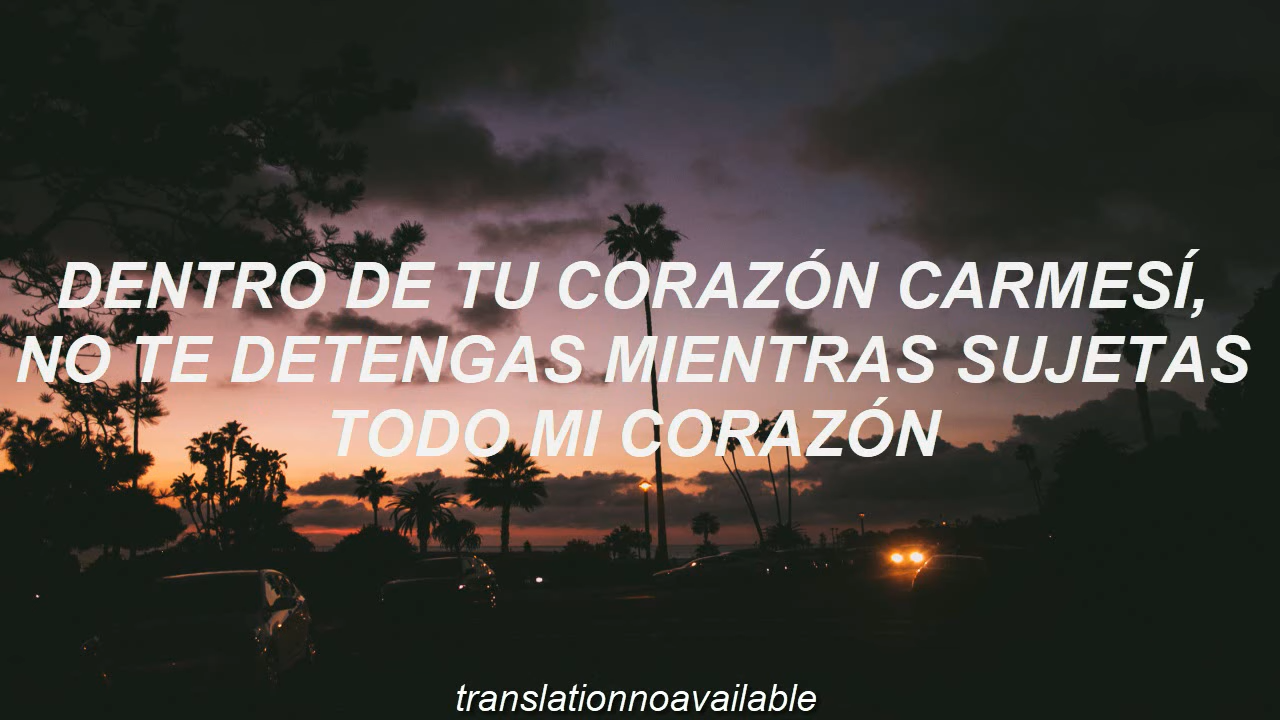 DENTRO DE TU CORAZÓN CARMESÍ,
NO TE DETENGAS MIENTRAS SUJETAS
TODO MI CORAZÓN
translationnoavailable